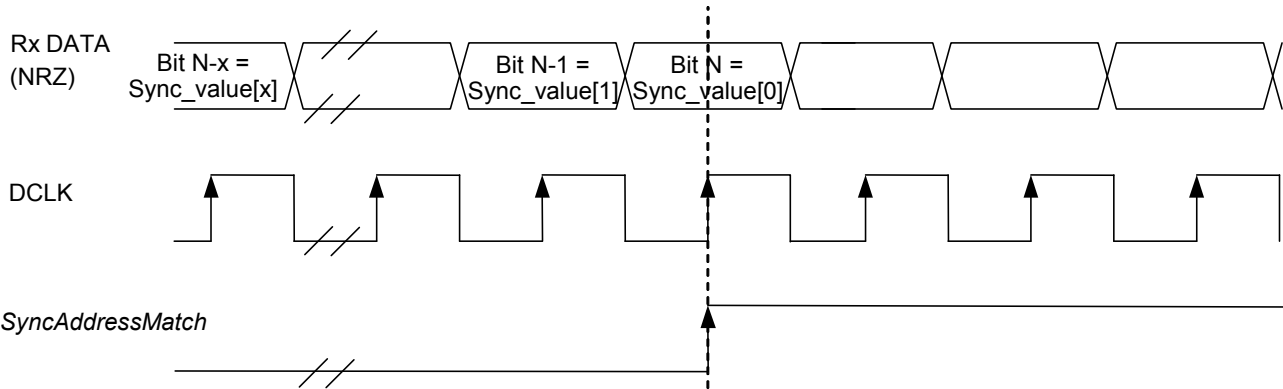 Rx DATA
(NRZ)
Bit N-x =
Sync_value[x]
Bit N-1 =
Sync_value[1]
Bit N =
Sync_value[0]
DCLK
SyncAddressMatch